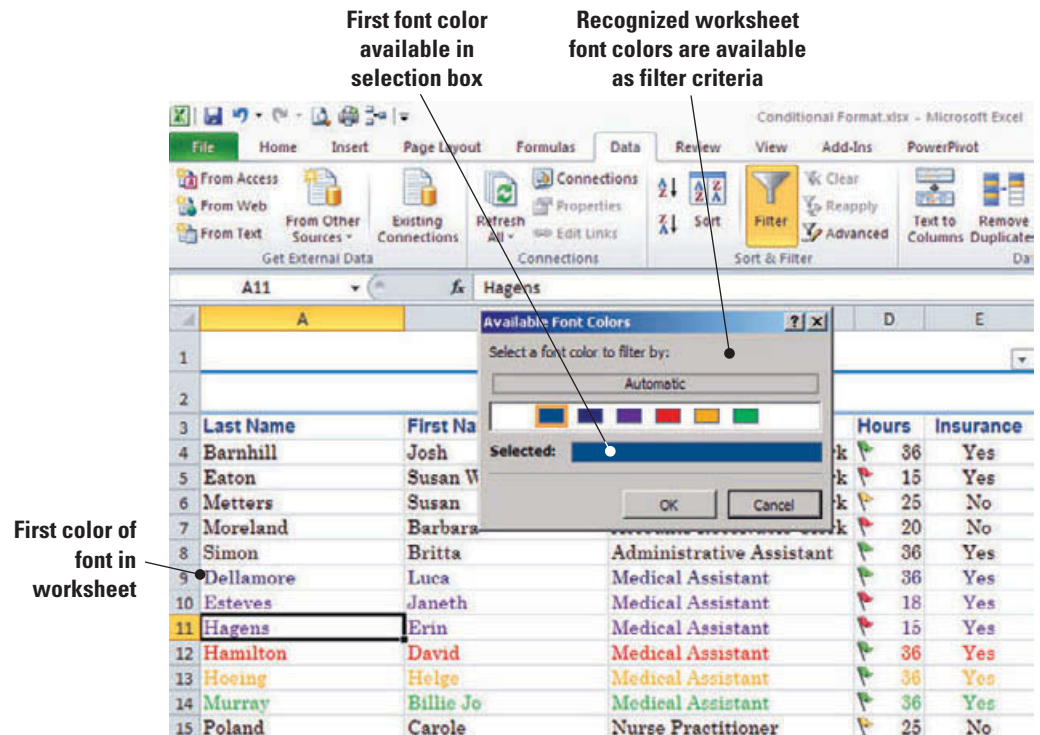 First font color
available in
selection box
Recognized worksheet
font colors are available
as filter criteria
Conditional Format.xlsx - Microsoft Excel
File Home Insert Page Layout Formulas Data Review View Add-Ins PowerPivot
From Access
From Web
From Text
From Other
Sources
Existing
Connections
Get External Data
Refresh
All
Connections
Properties
Edit Links
Connections
Sort
Filter
Clear
Reapply
Advanced
Sort & Filter
Text to
Columns
Remove
Duplicate
Da
A11 fx Hagens
A D E
Available Font Colors
Select a font color to filter by:
Automatic
Selected:
OK Cancel
1
2
3 Last Name First Na Hours Insurance
4 Barnhill Josh k 36 Yes
5 Eaton Susan W k 15 Yes
6 Metters Susan k 25 No
7 Moreland Barbara k 20 No
8 Simon Britta Administrative Assistant 36 Yes
9 Dellamore Luca Medical Assistant 36 Yes
10 Esteves Janeth Medical Assistant 18 Yes
11 Hagens Erin Medical Assistant 15 Yes
12 Hamilton David Medical Assistant 36 Yes
13 Hoeing Helge Medical Assistant 36 Yes
14 Murray Billie Jo Medical Assistant 36 Yes
15 Poland Carole Nurse Practitioner 25 No
First color of
font in
worksheet